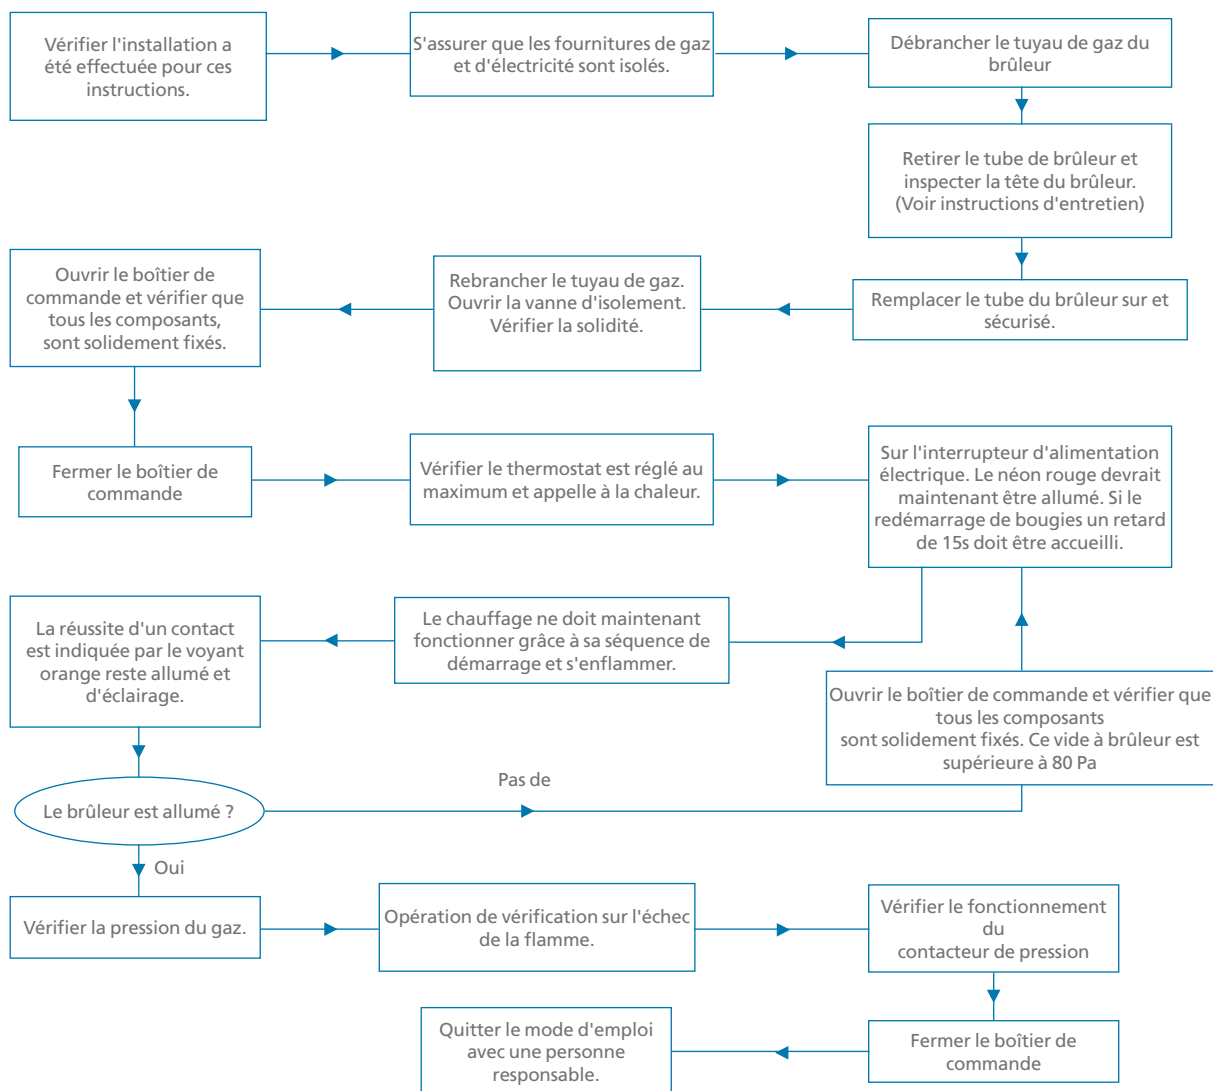 Vérifier l'installation a
été effectuée pour ces
instructions.
S'assurer que les fournitures de gaz
et d'électricité sont isolés.
Débrancher le tuyau de gaz du
brûleur
Retirer le tube de brûleur et
inspecter la tête du brûleur.
(Voir instructions d'entretien)
Remplacer le tube du brûleur sur et
sécurisé.
Rebrancher le tuyau de gaz.
Ouvrir la vanne d'isolement.
Vérifier la solidité.
Ouvrir le boîtier de
commande et vérifier que
tous les composants,
sont solidement fixés.
Fermer le boîtier de
commande
Vérifier le thermostat est réglé au
maximum et appelle à la chaleur.
Sur l'interrupteur d'alimentation
électrique. Le néon rouge devrait
maintenant être allumé. Si le
redémarrage de bougies un retard
de 15s doit être accueilli.
Le chauffage ne doit maintenant
fonctionner grâce à sa séquence de
démarrage et s'enflammer.
La réussite d'un contact
est indiquée par le voyant
orange reste allumé et
d'éclairage.
Le brûleur est allumé ?
Pas de
Ouvrir le boîtier de commande et vérifier que
tous les composants
sont solidement fixés. Ce vide à brûleur est
supérieure à 80 Pa
Oui
Vérifier la pression du gaz.
Opération de vérification sur l'échec
de la flamme.
Vérifier le fonctionnement
du
contacteur de pression
Fermer le boîtier de
commande
Quitter le mode d'emploi
avec une personne
responsable.